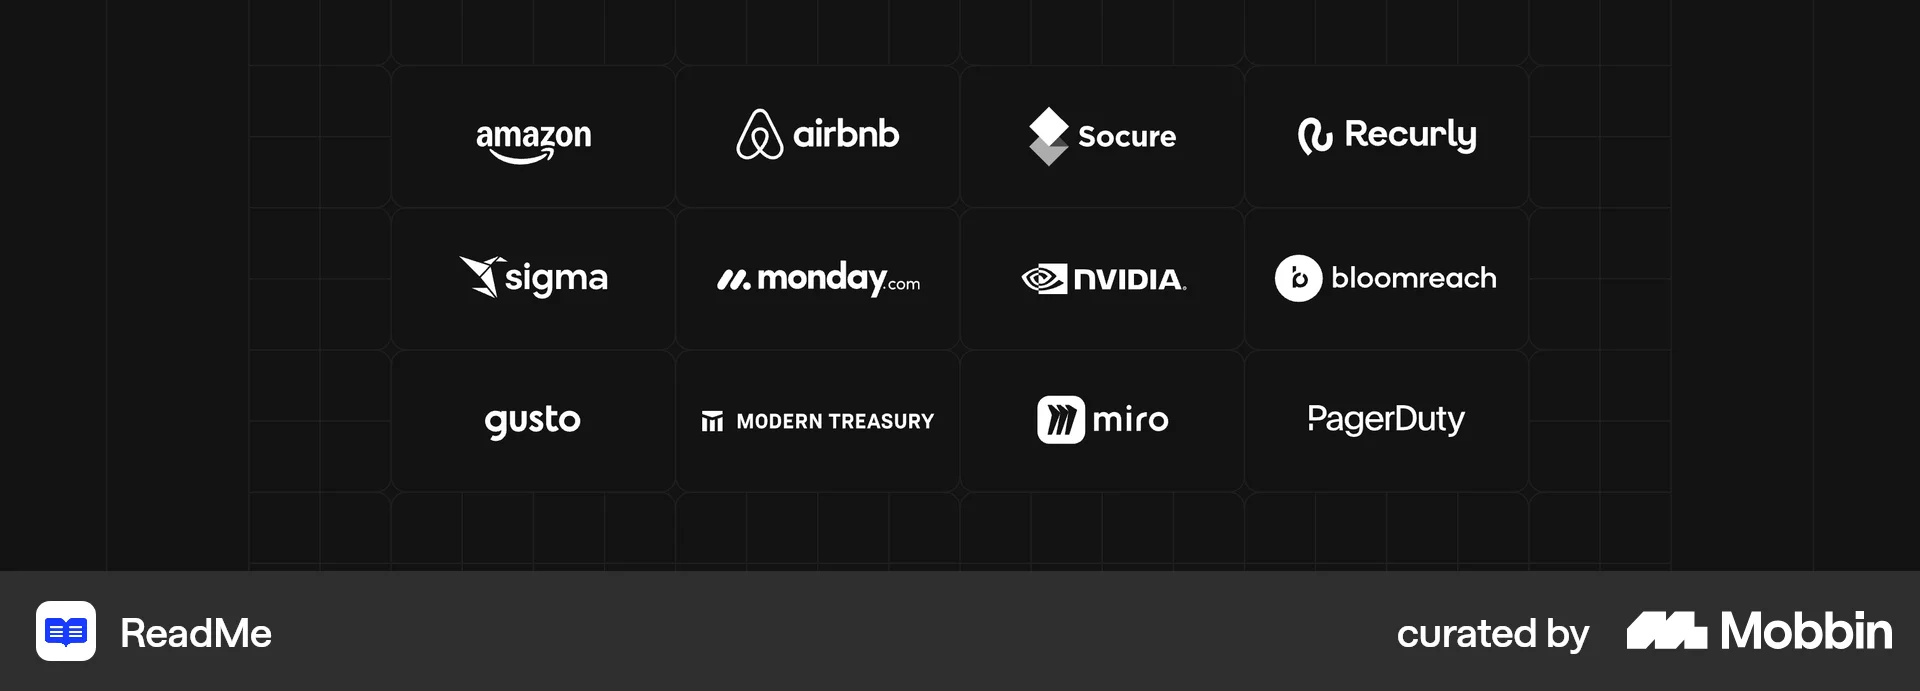 amazon
airbnb
Socure
Recurly
sigma
monday.com
NVIDIA.
bloomreach
gusto
MODERN TREASURY
miro
PagerDuty
ReadMe
curated by Mobbin